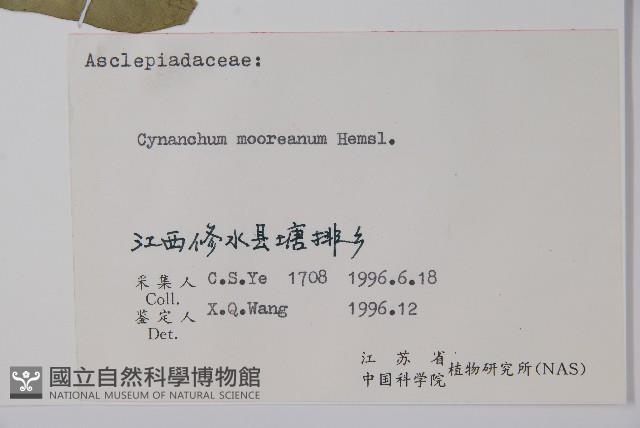 Asclepiadaceae:
Cynanchum mooreanum Hemsl.
江西修水县塘排乡
采集人 C.S.Ye 1708 1996.6.18
Coll.
鉴定人 X.Q.Wang 1996.12
Det.
江苏省
中国科学院 植物研究所(NAS)
國立自然科學博物館
NATIONAL MUSEUM OF NATURAL SCIENCE